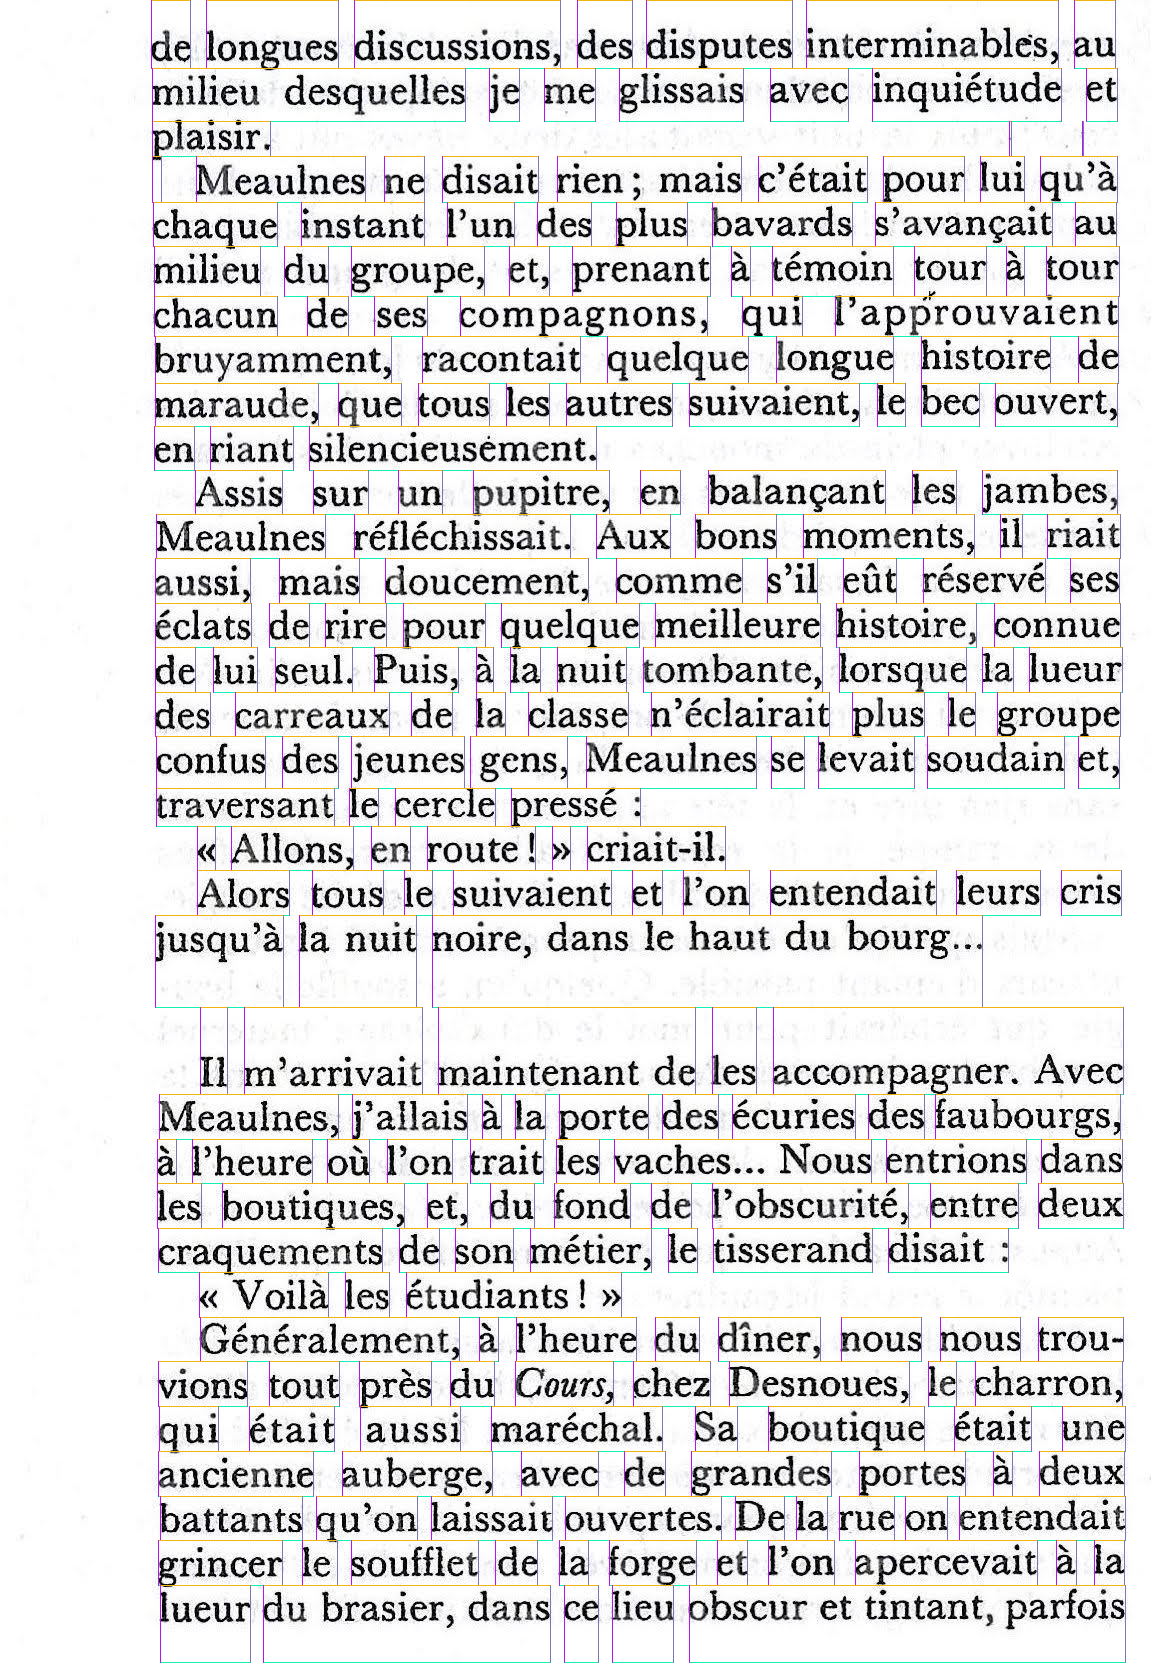 de longues discussions, des disputes interminables, au
milieu desquelles je me glissais avec inquiétude et
plaisir.
Meaulnes ne disait rien ; mais c’était pour lui qu’à
chaque instant l’un des plus bavards s’avançait au
milieu du groupe, et, prenant à témoin tour à tour
chacun de ses compagnons, qui l’approuvaient
bruyamment, racontait quelque longue histoire de
maraude, que tous les autres suivaient, le bec ouvert,
en riant silencieusement.
Assis sur un pupitre, en balançant les jambes,
Meaulnes réfléchissait. Aux bons moments, il riait
aussi, mais doucement, comme s’il eût réservé ses
éclats de rire pour quelque meilleure histoire, connue
de lui seul. Puis, à la nuit tombante, lorsque la lueur
des carreaux de la classe n’éclairait plus le groupe
confus des jeunes gens, Meaulnes se levait soudain et,
traversant le cercle pressé :
« Allons, en route ! » criait-il.
Alors tous le suivaient et l’on entendait leurs cris
jusqu’à la nuit noire, dans le haut du bourg...
Il m’arrivait maintenant de les accompagner. Avec
Meaulnes, j’allais à la porte des écuries des faubourgs,
à l’heure où l’on trait les vaches... Nous entrions dans
les boutiques, et, du fond de l’obscurité, entre deux
craquements de son métier, le tisserand disait :
« Voilà les étudiants ! »
Généralement, à l’heure du dîner, nous nous trou-
vions tout près du Cours, chez Desnoues, le charron,
qui était aussi maréchal. Sa boutique était une
ancienne auberge, avec de grandes portes à deux
battants qu’on laissait ouvertes. De la rue on entendait
grincer le soufflet de la forge et l’on apercevait à la
lueur du brasier, dans ce lieu obscur et tintant, parfois